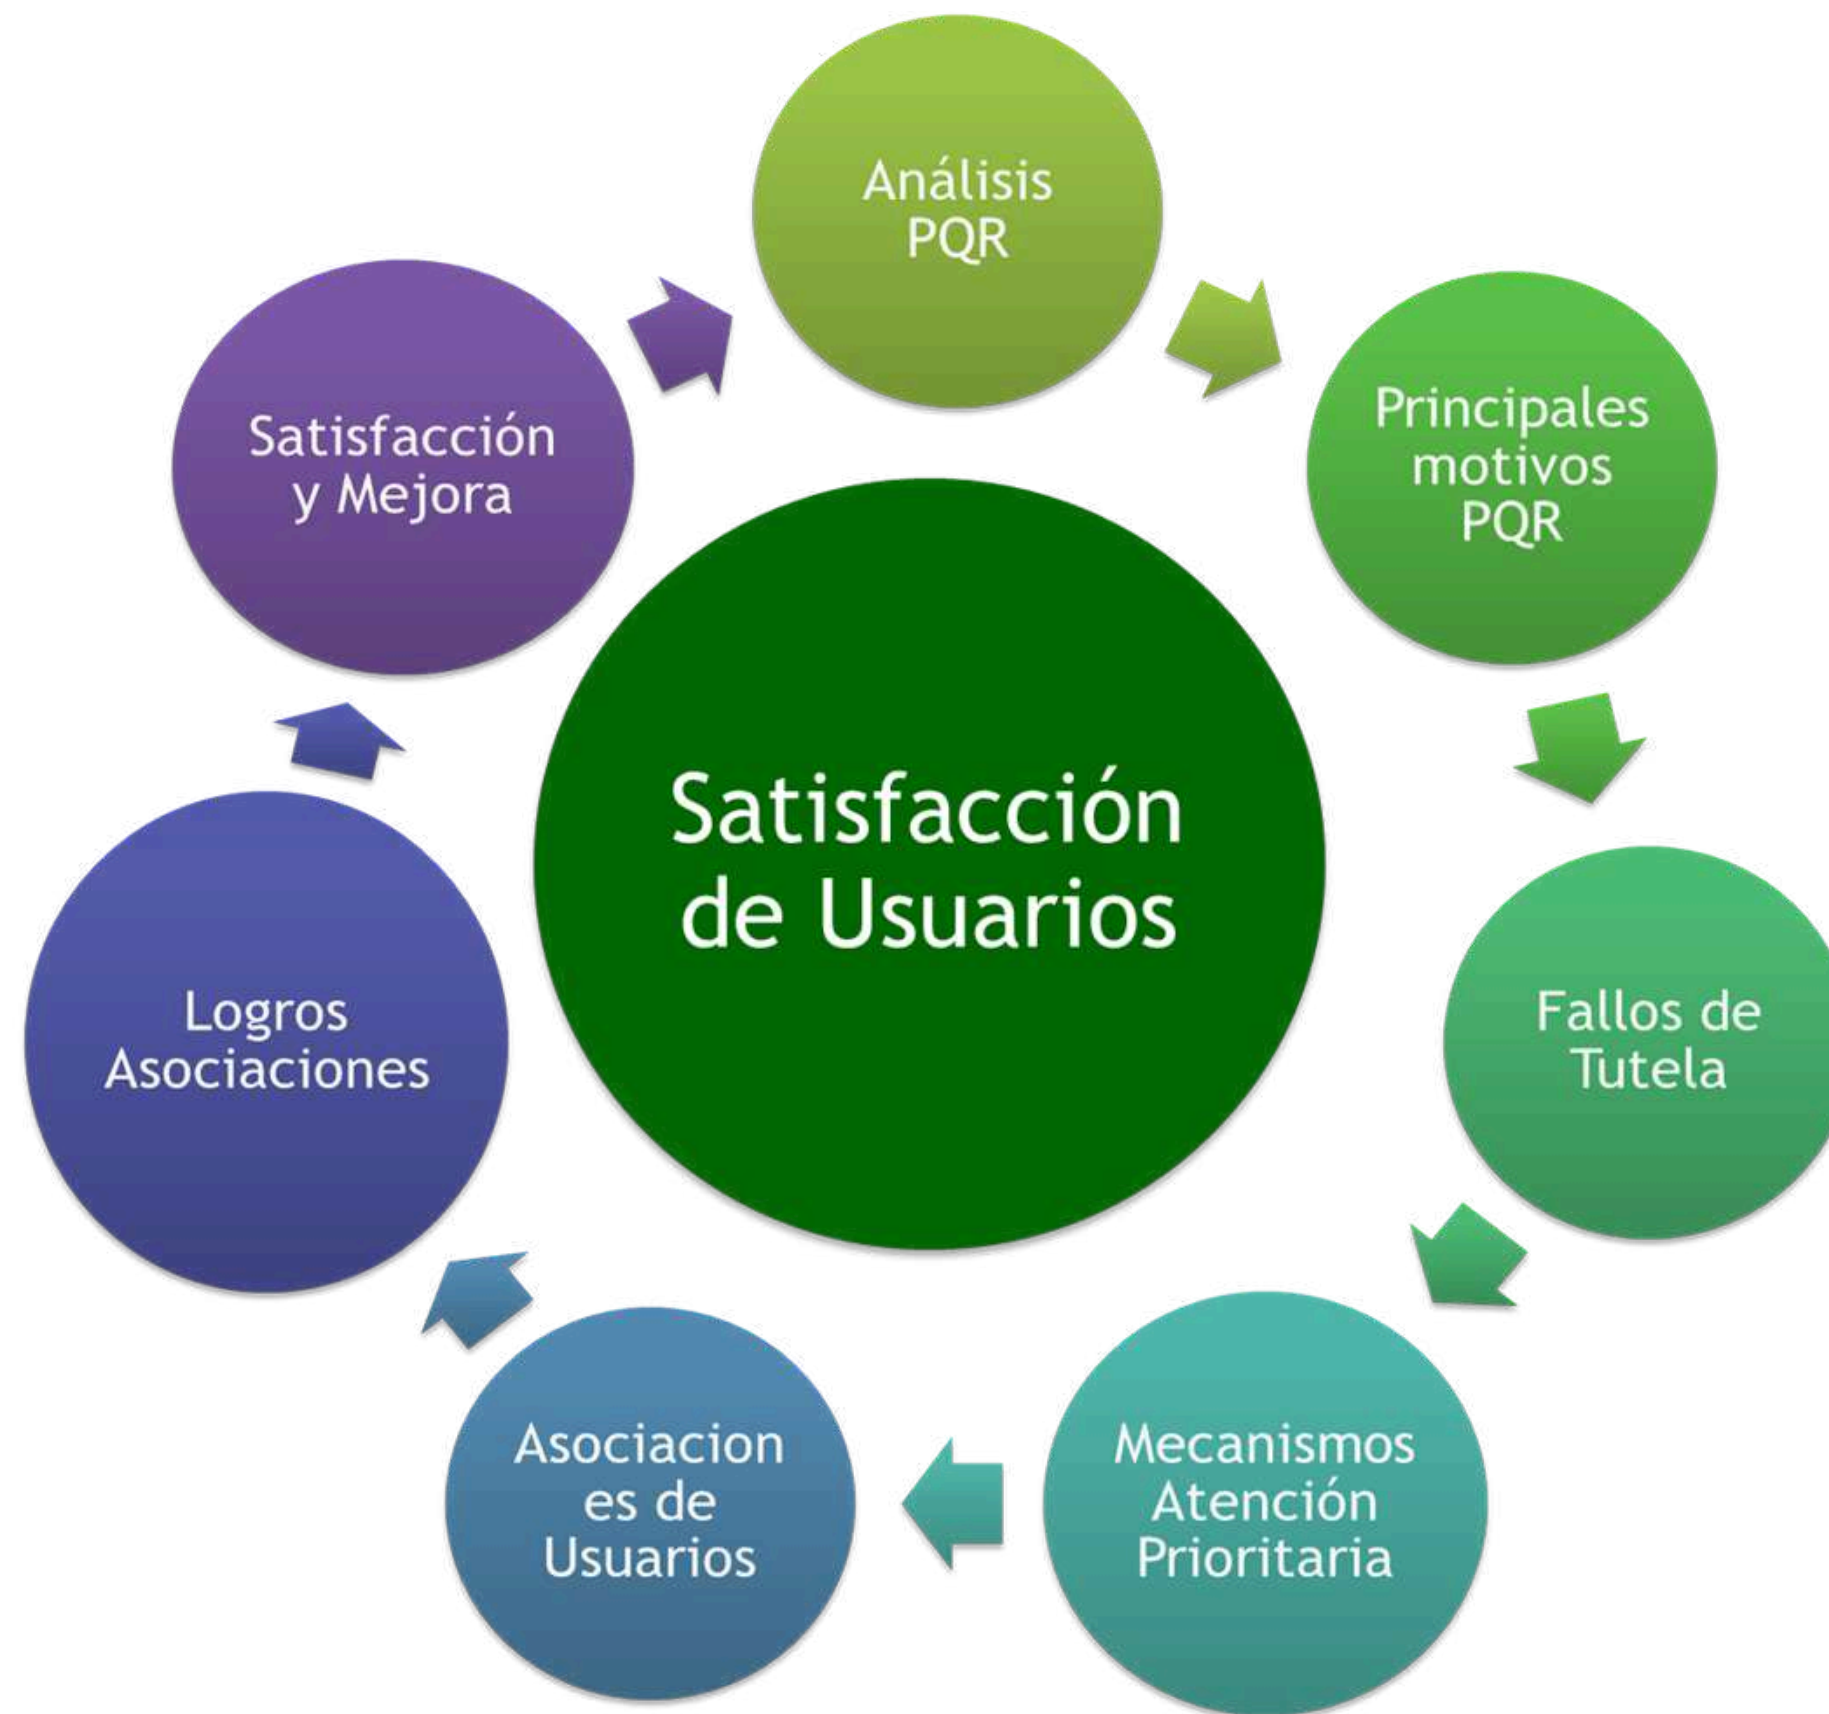 Análisis
PQR
Principales
motivos
PQR
Fallos de
Tutela
Mecanismos
Atención
Prioritaria
Asociacion
es de
Usuarios
Logros
Asociaciones
Satisfacción
y Mejora
Satisfacción
de Usuarios